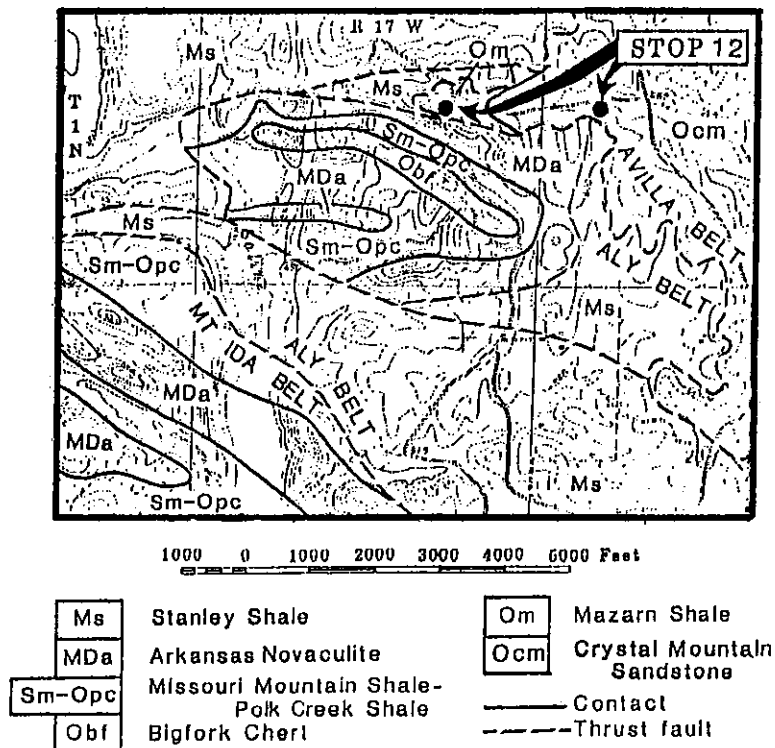 R 17 W
Ms
Om
STOP 12
Ms
T
1
N
Ocm
Sm-Opc
MDa
Obf
MDa
AVILLA BELT
Ms
Sm-Opc
ALY BELT
Sm-Opc
Ms
MT IDA BELT
ALY BELT
MDa
MDa
Ms
Sm-Opc
1000 0 1000 2000 3000 4000 5000 Feet
Ms Stanley Shale
MDa Arkansas Novaculite
Sm-Opc Missouri Mountain Shale-
Polk Creek Shale
Obf Bigfork Chert
Om Mazarn Shale
Ocm Crystal Mountain
Sandstone
Contact
Thrust fault